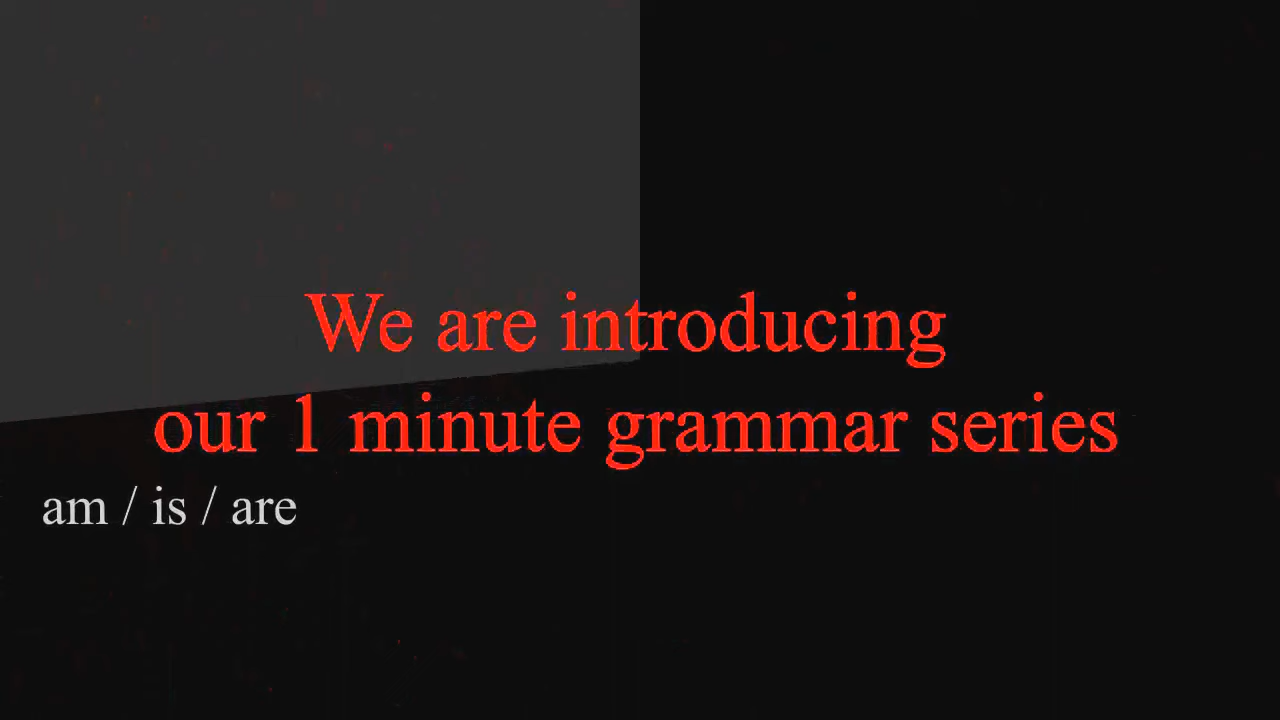 We are introducing
our 1 minute grammar series
am / is / are